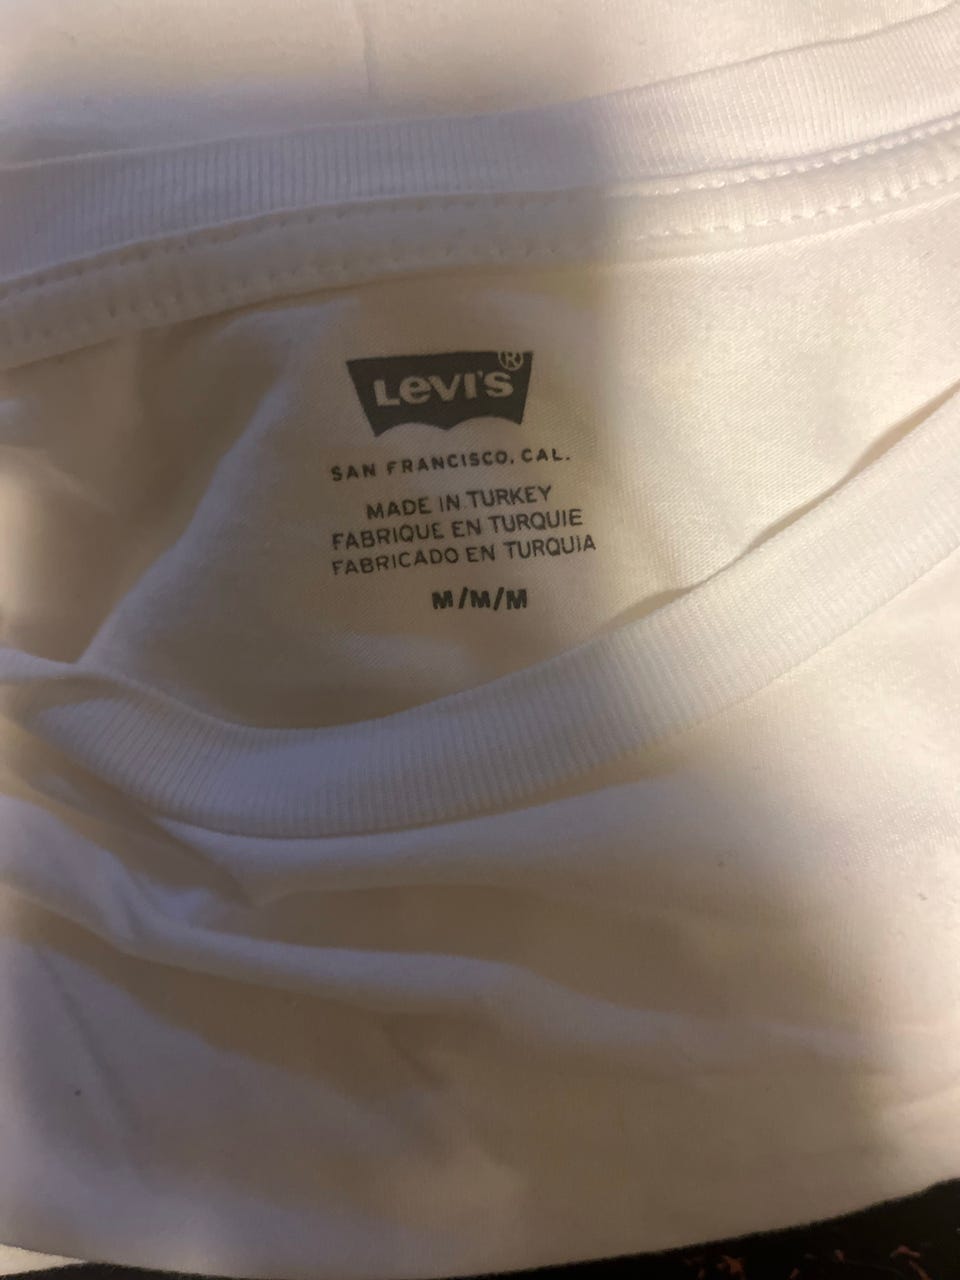 Levi's®
SAN FRANCISCO, CAL.
MADE IN TURKEY
FABRIQUE EN TURQUIE
FABRICADO EN TURQUIA
M/M/M